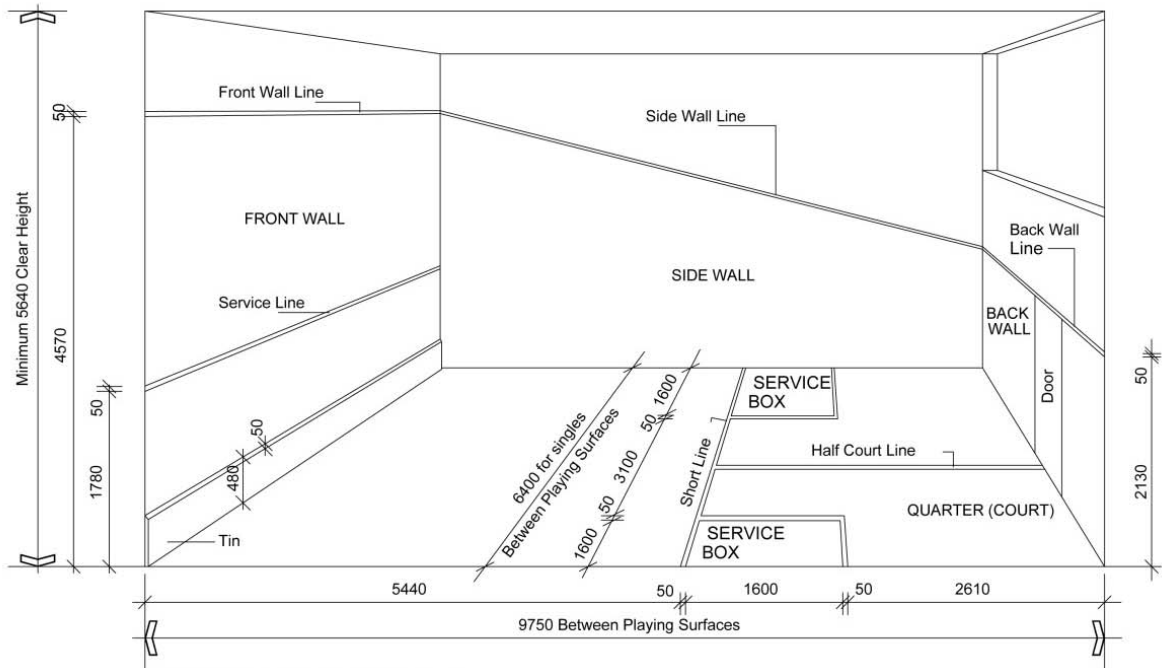 Minimum 5640 Clear Height
50
4570
50
1780
Front Wall Line
FRONT WALL
Service Line
50
480
Tin
Side Wall Line
SIDE WALL
6400 for singles
Between Playing Surfaces
1600
50
3100
50
1600
Short Line
SERVICE
BOX
Half Court Line
QUARTER (COURT)
SERVICE
BOX
Back Wall
Line
BACK
WALL
Door
50
2130
5440
50
1600
50
2610
9750 Between Playing Surfaces